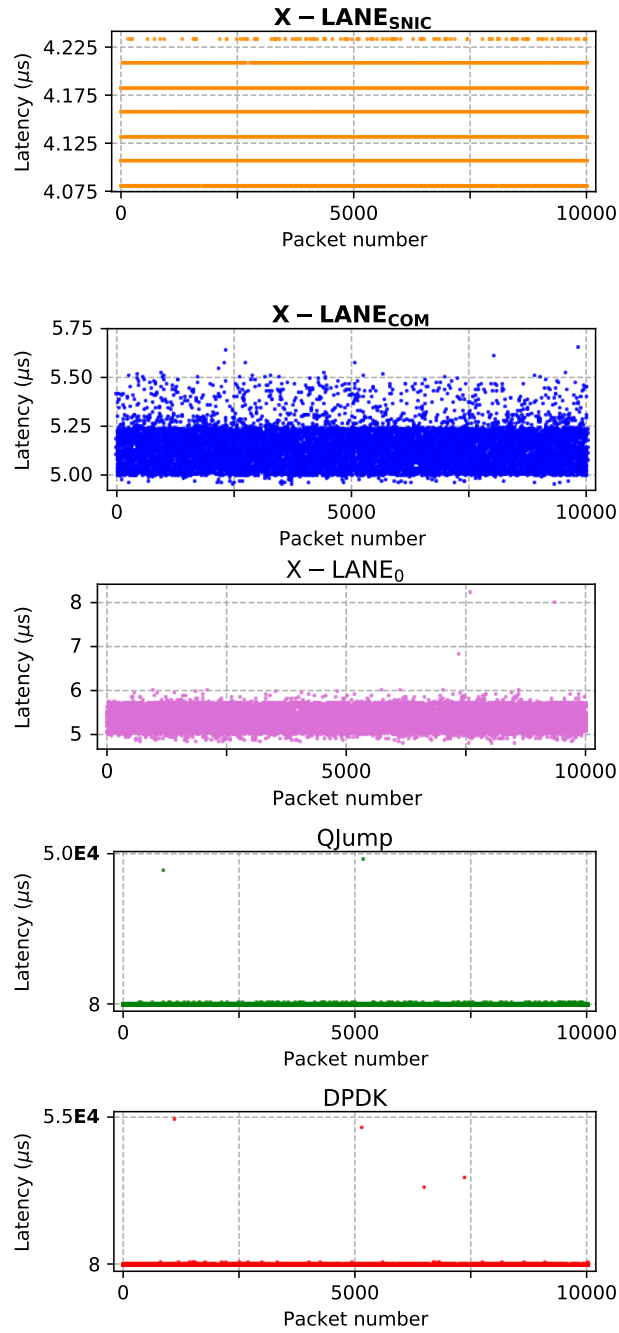 X – LANE_SNIC
Latency (μs)
4.225
4.175
4.125
4.075
0 5000 10000
Packet number
X – LANE_COM
Latency (μs)
5.75
5.50
5.25
5.00
0 5000 10000
Packet number
X – LANE_0
Latency (μs)
8
7
6
5
0 5000 10000
Packet number
QJump
Latency (μs)
5.0E4
8
0 5000 10000
Packet number
DPDK
Latency (μs)
5.5E4
8
0 5000 10000
Packet number